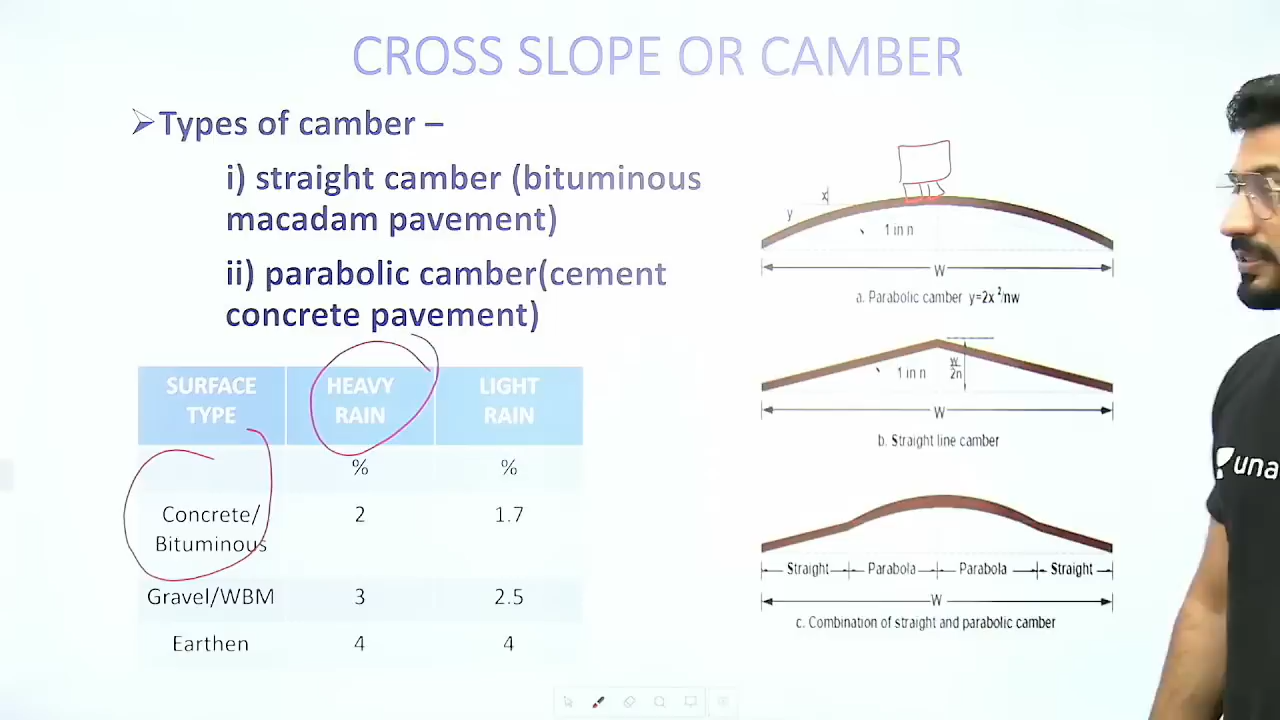 CROSS SLOPE OR CAMBER
➢Types of camber –
i) straight camber (bituminous
macadam pavement)
ii) parabolic camber(cement
concrete pavement)
SURFACE TYPE HEAVY RAIN LIGHT RAIN
% %
Concrete/ Bituminous 2 1.7
Gravel/WBM 3 2.5
Earthen 4 4
x
y
1 in n
W
a. Parabolic camber y=2x²/nw
1 in n
W/2n
W
b. Straight line camber
Straight Parabola Parabola Straight
W
c. Combination of straight and parabolic camber
una